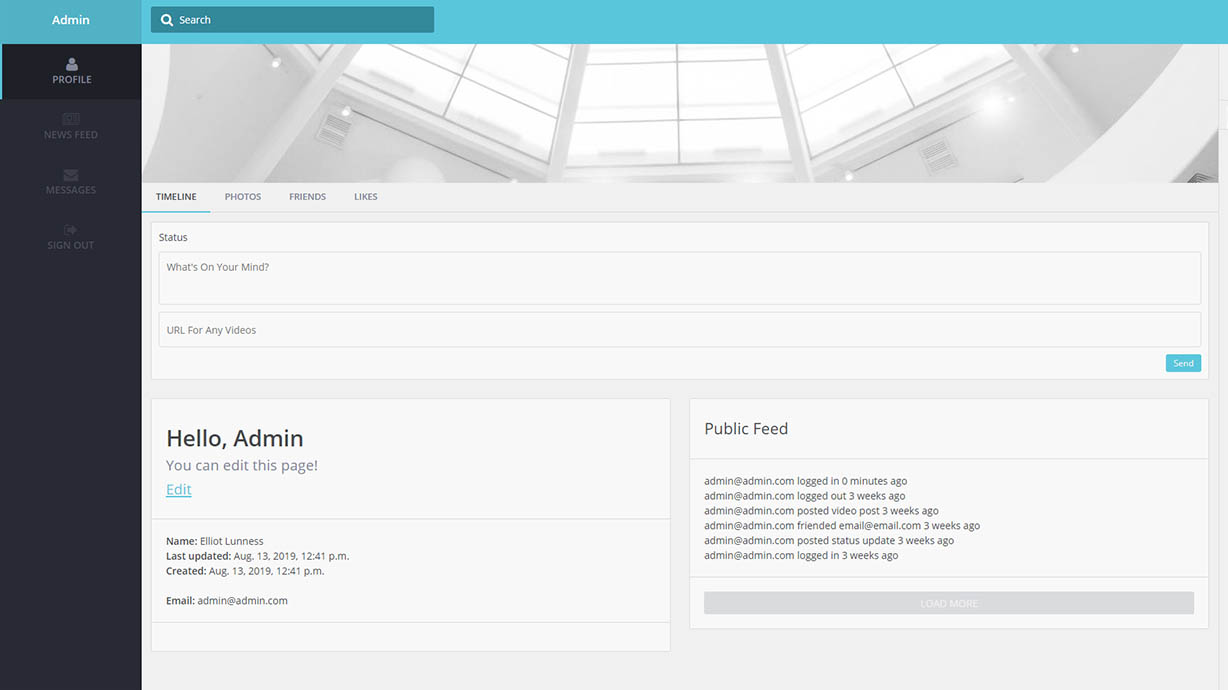 Admin
Search
PROFILE
NEWS FEED
MESSAGES
SIGN OUT
TIMELINE PHOTOS FRIENDS LIKES
Status
What's On Your Mind?
URL For Any Videos
Send
Hello, Admin
You can edit this page!
Edit
Name: Elliot Lunness
Last updated: Aug. 13, 2019, 12:41 p.m.
Created: Aug. 13, 2019, 12:41 p.m.
Email: admin@admin.com
Public Feed
admin@admin.com logged in 0 minutes ago
admin@admin.com logged out 3 weeks ago
admin@admin.com posted video post 3 weeks ago
admin@admin.com friended email@email.com 3 weeks ago
admin@admin.com posted status update 3 weeks ago
admin@admin.com logged in 3 weeks ago
LOAD MORE